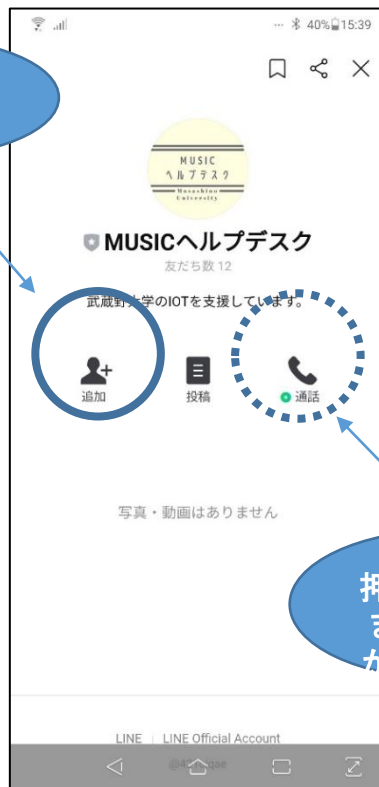 40% 15:39
MUSIC
ヘルプデスク
Musashino
University
MUSICヘルプデスク
友だち数 12
武蔵野大学のIOTを支援しています。
追加
投稿
通話
写真・動画はありません
押
LINE | LINE Official Account